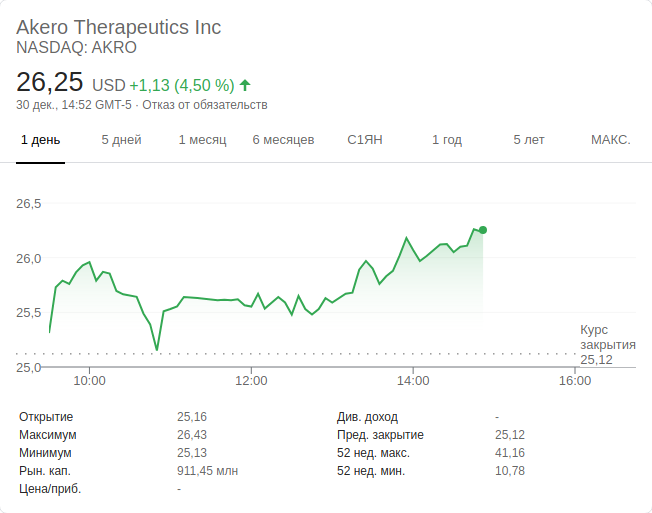 Akero Therapeutics Inc
NASDAQ: AKRO
26,25 USD +1,13 (4,50 %)
30 дек., 14:52 GMT-5 · Отказ от обязательств
1 день 5 дней 1 месяц 6 месяцев С1ЯН 1 год 5 лет МАКС.
26,5
26,0
25,5
25,0
Курс
закрытия
25,12
10:00 12:00 14:00 16:00
Открытие 25,16
Максимум 26,43
Минимум 25,13
Рын. кап. 911,45 млн
Цена/приб. -
Див. доход -
Пред. закрытие 25,12
52 нед. макс. 41,16
52 нед. мин. 10,78